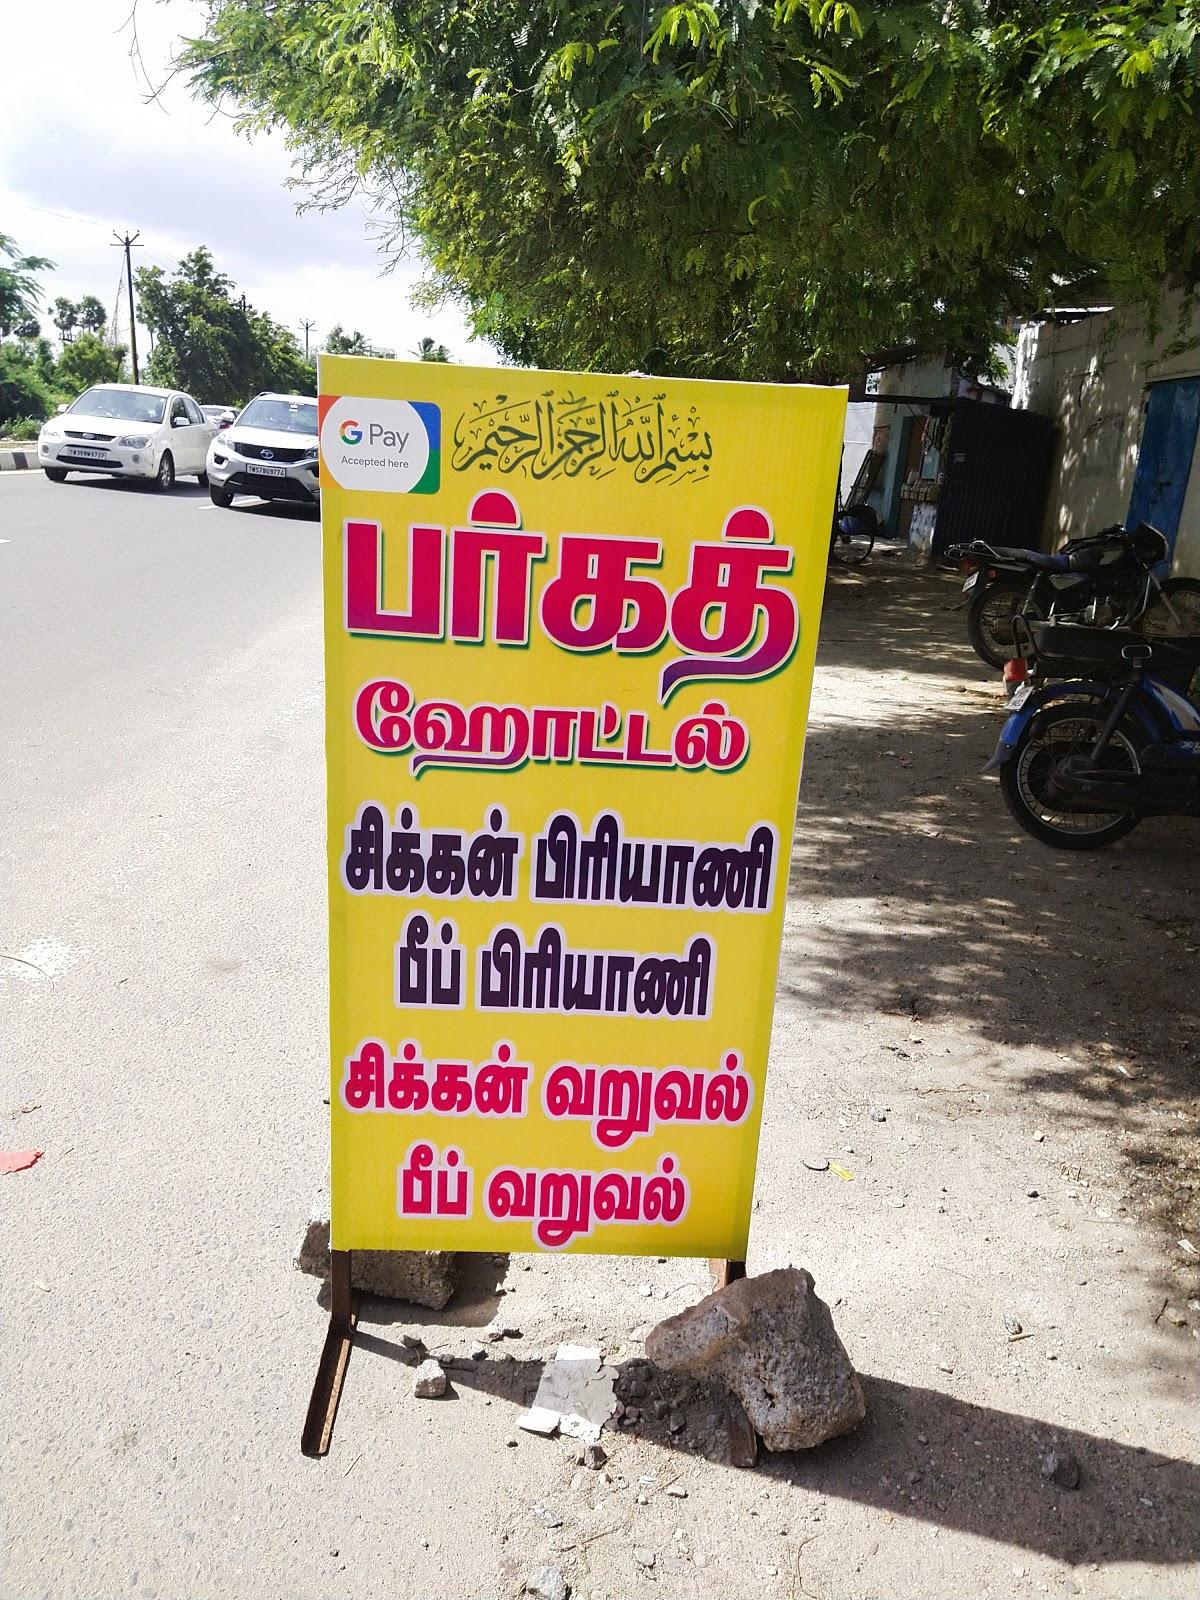 G Pay
Accepted here
بسم الله الرحمن الرحيم
பர்கத்
ஹோட்டல்
சிக்கன் பிரியாணி
பீப் பிரியாணி
சிக்கன் வறுவல்
பீப் வறுவல்